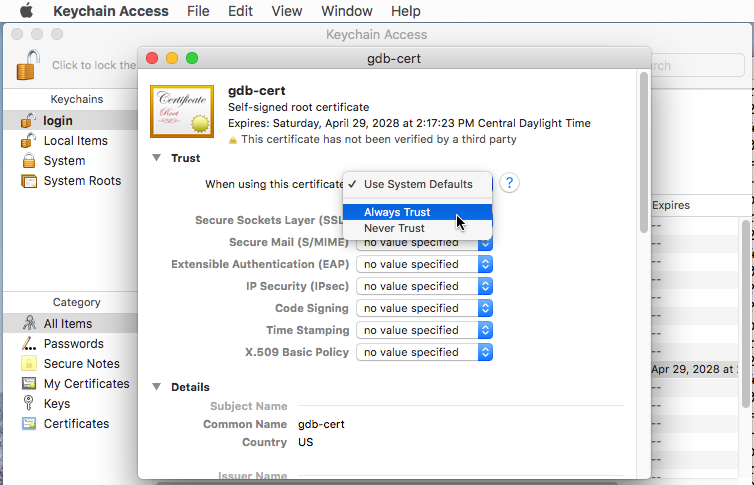 Keychain Access File Edit View Window Help
Keychain Access
Click to lock the
rch
gdb-cert
Keychains
login
Local Items
System
System Roots
Category
All Items
Passwords
Secure Notes
My Certificates
Keys
Certificates
Certificate
Root
gdb-cert
Self-signed root certificate
Expires: Saturday, April 29, 2028 at 2:17:23 PM Central Daylight Time
This certificate has not been verified by a third party
Trust
When using this certificate
Use System Defaults
?
Always Trust
Never Trust
Secure Sockets Layer (SSL
Secure Mail (S/MIME) no value specified
Extensible Authentication (EAP) no value specified
IP Security (IPsec) no value specified
Code Signing no value specified
Time Stamping no value specified
X.509 Basic Policy no value specified
Details
Subject Name
Common Name gdb-cert
Country US
Issuer Name
Expires
--
--
--
--
--
--
--
Apr 29, 2028 at
--
--
--
--
--